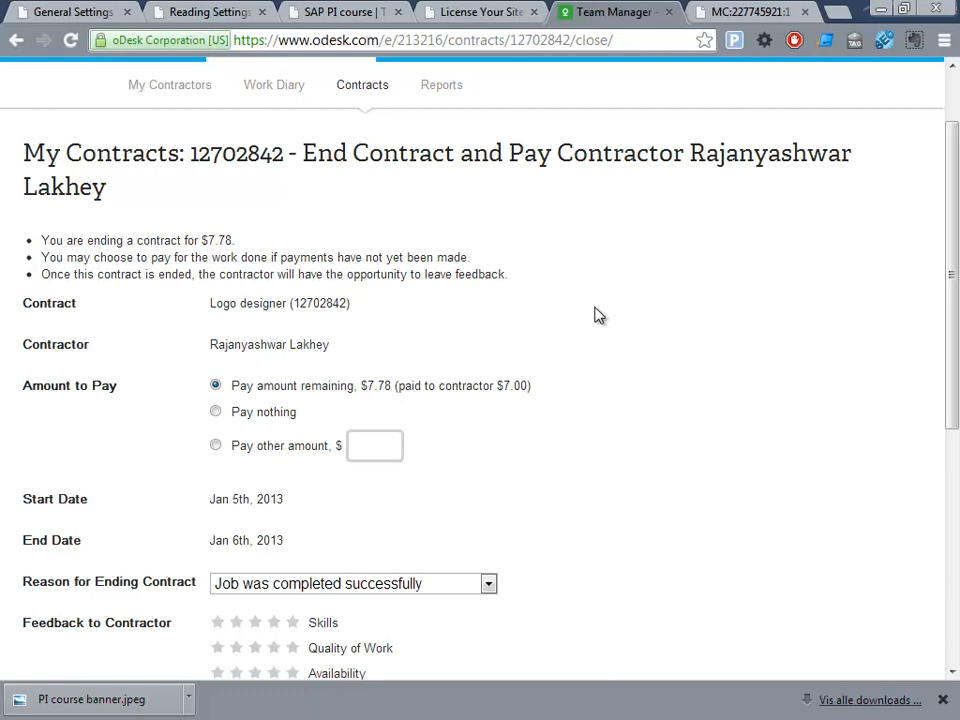 General Settings
Reading Settings
SAP PI course | T
License Your Site
Team Manager -
MC:227745921:1
oDesk Corporation [US]
https://www.odesk.com/e/213216/contracts/12702842/close/
P
TAG
My Contractors
Work Diary
Contracts
Reports
My Contracts: 12702842 - End Contract and Pay Contractor Rajanyashwar
Lakhey
You are ending a contract for $7.78.
You may choose to pay for the work done if payments have not yet been made.
Once this contract is ended, the contractor will have the opportunity to leave feedback.
Contract Logo designer (12702842)
Contractor Rajanyashwar Lakhey
Amount to Pay Pay amount remaining, $7.78 (paid to contractor $7.00)
Pay nothing
Pay other amount, $
Start Date Jan 5th, 2013
End Date Jan 6th, 2013
Reason for Ending Contract Job was completed successfully
Feedback to Contractor Skills
Quality of Work
Availability
PI course banner.jpeg
Vis alle downloads ...